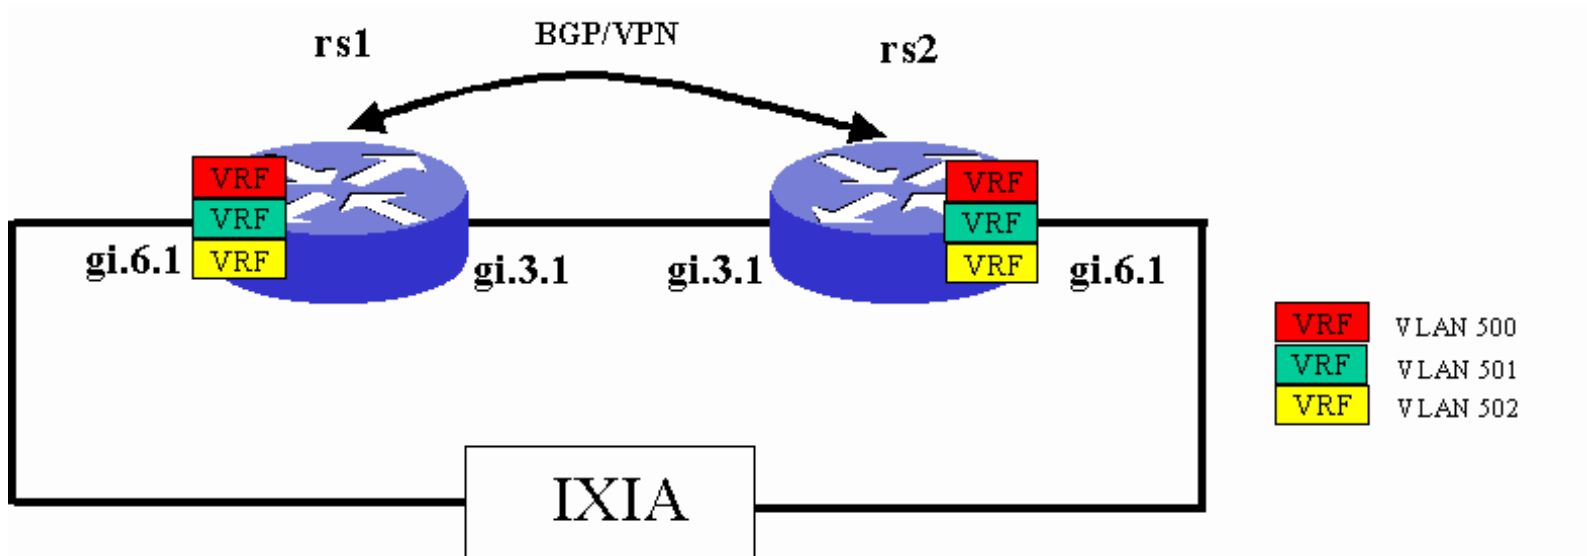 rs1
BGP/VPN
rs2
VRF
VRF
VRF
gi.6.1
gi.3.1
gi.3.1
VRF
VRF
VRF
gi.6.1
VRF VLAN 500
VRF VLAN 501
VRF VLAN 502
IXIA